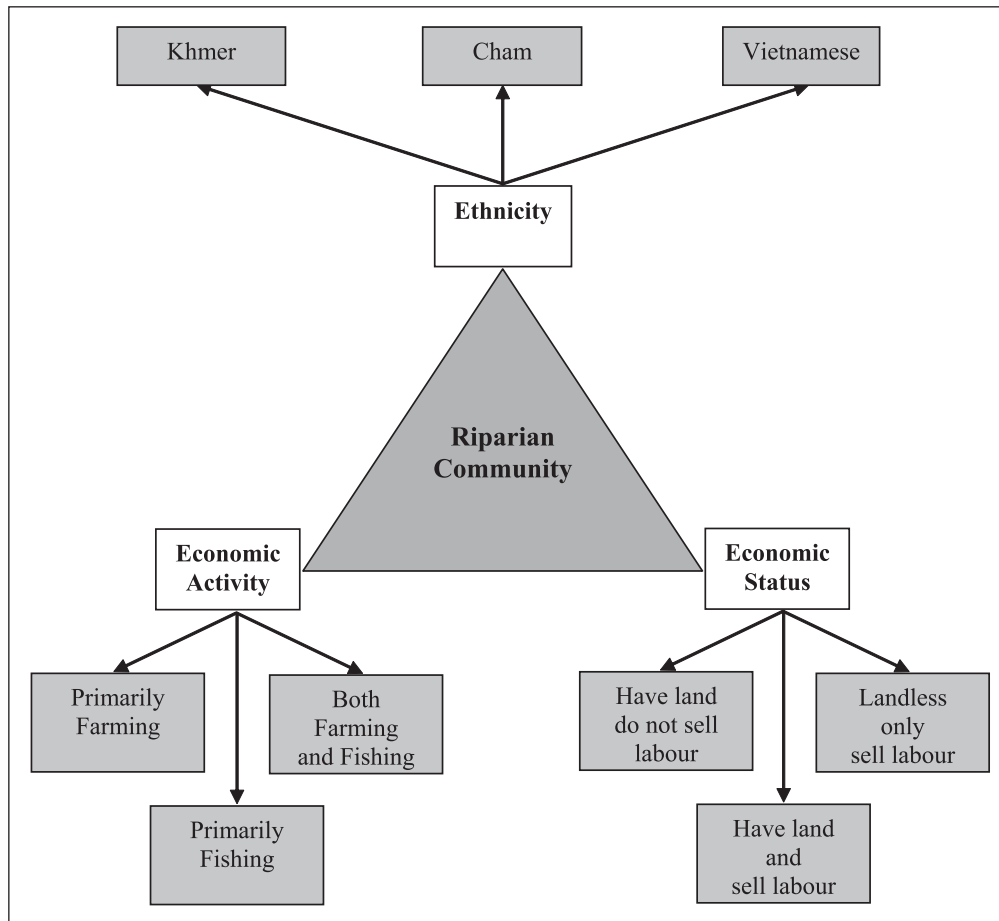 Khmer
Cham
Vietnamese
Ethnicity
Riparian
Community
Economic
Activity
Economic
Status
Primarily
Farming
Both
Farming
and Fishing
Primarily
Fishing
Have land
do not sell
labour
Landless
only
sell labour
Have land
and
sell labour